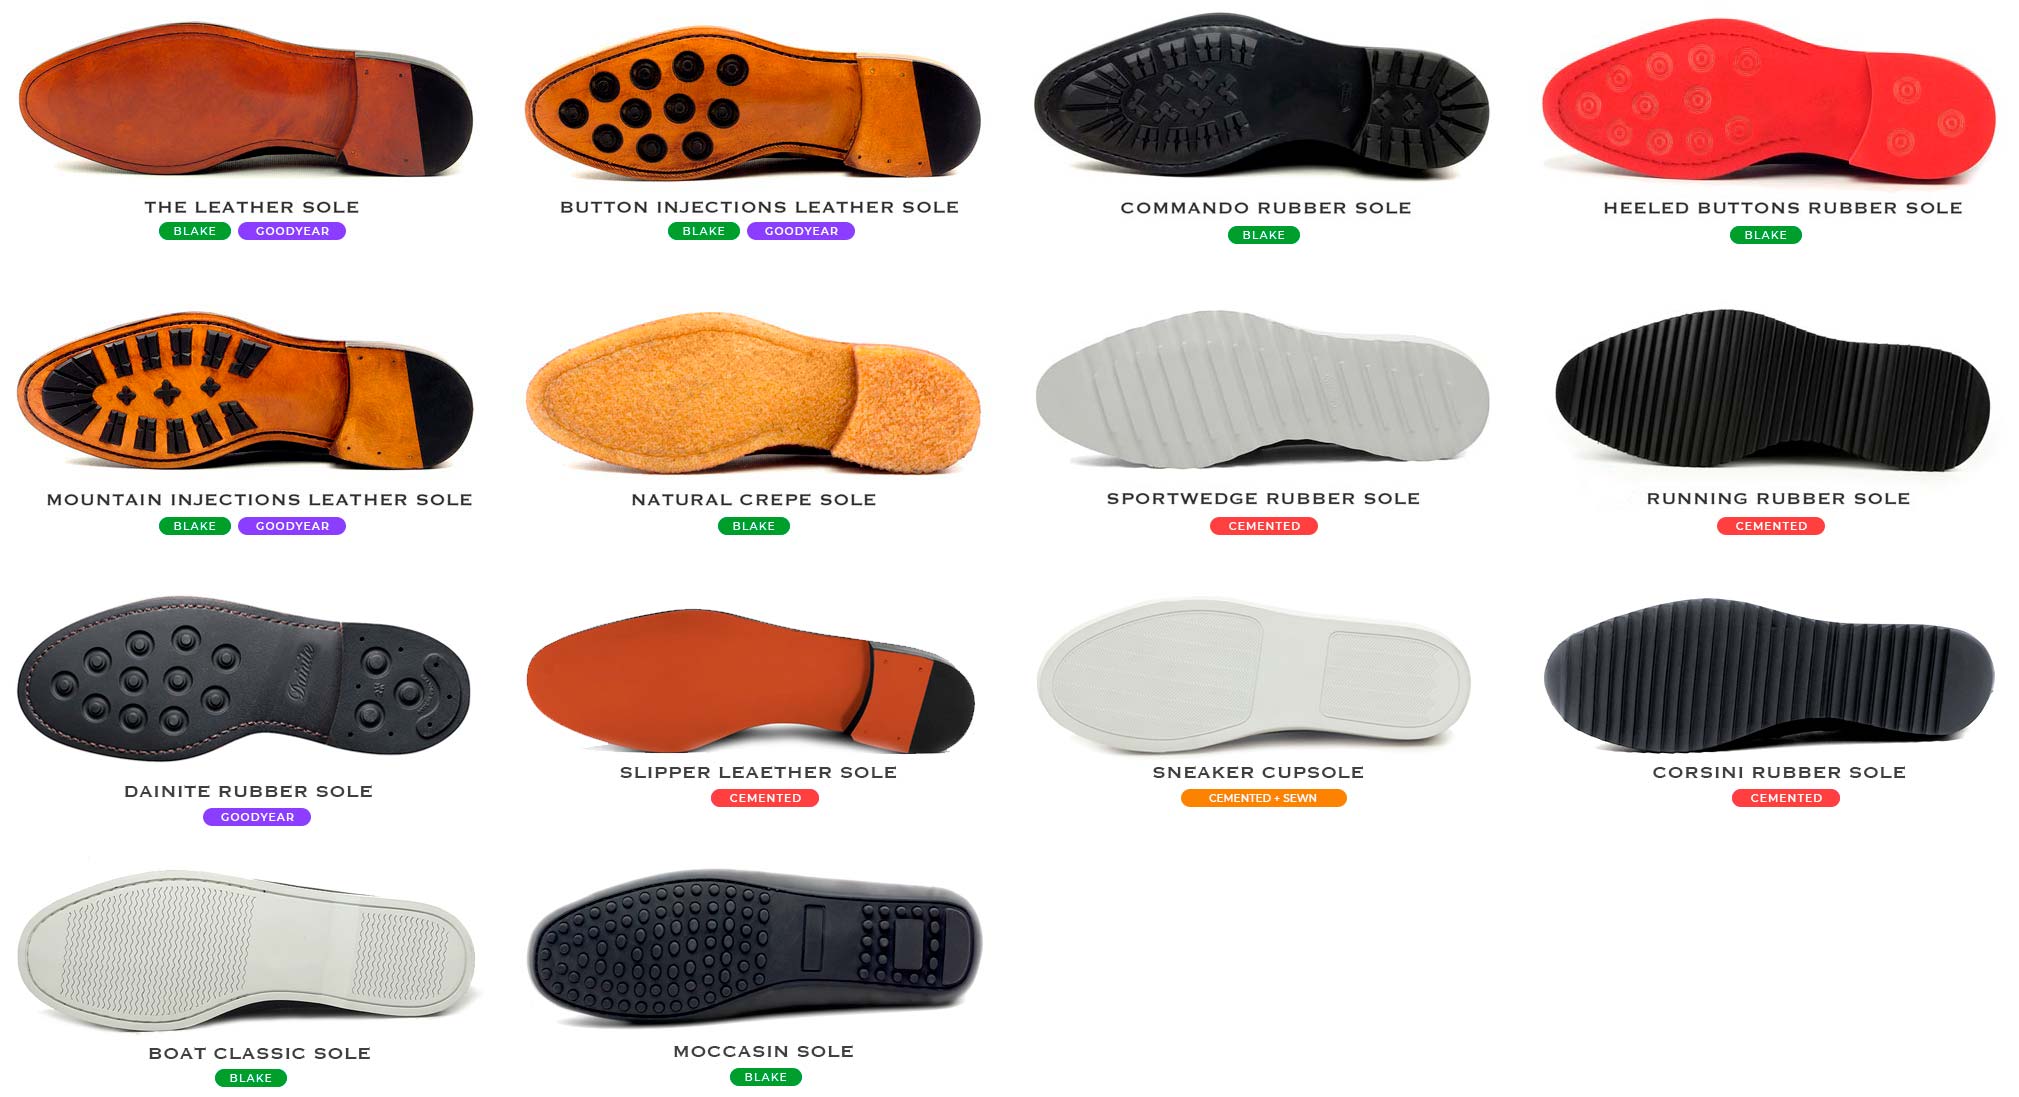 THE LEATHER SOLE
BLAKE GOODYEAR
BUTTON INJECTIONS LEATHER SOLE
BLAKE GOODYEAR
COMMANDO RUBBER SOLE
BLAKE
HEELED BUTTONS RUBBER SOLE
BLAKE
MOUNTAIN INJECTIONS LEATHER SOLE
BLAKE GOODYEAR
NATURAL CREPE SOLE
BLAKE
SPORTWEDGE RUBBER SOLE
CEMENTED
RUNNING RUBBER SOLE
CEMENTED
Dainite
DAINITE RUBBER SOLE
GOODYEAR
SLIPPER LEAETHER SOLE
CEMENTED
SNEAKER CUPSOLE
CEMENTED + SEWN
CORSINI RUBBER SOLE
CEMENTED
BOAT CLASSIC SOLE
BLAKE
MOCCASIN SOLE
BLAKE